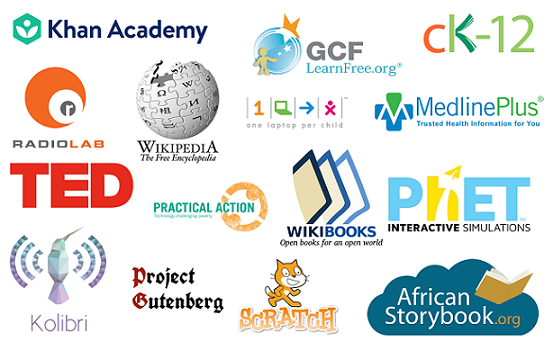 Khan Academy
GCF
LearnFree.org®
cK-12
RADIOLAB
WIKIPEDIA
The Free Encyclopedia
one laptop per child
MedlinePlus®
Trusted Health Information for You
TED
PRACTICAL ACTION
Technology challenging poverty
WIKIBOOKS
Open books for an open world
PhET
INTERACTIVE SIMULATIONS
Kolibri
Project
Gutenberg
SCRATCH
African
Storybook.org